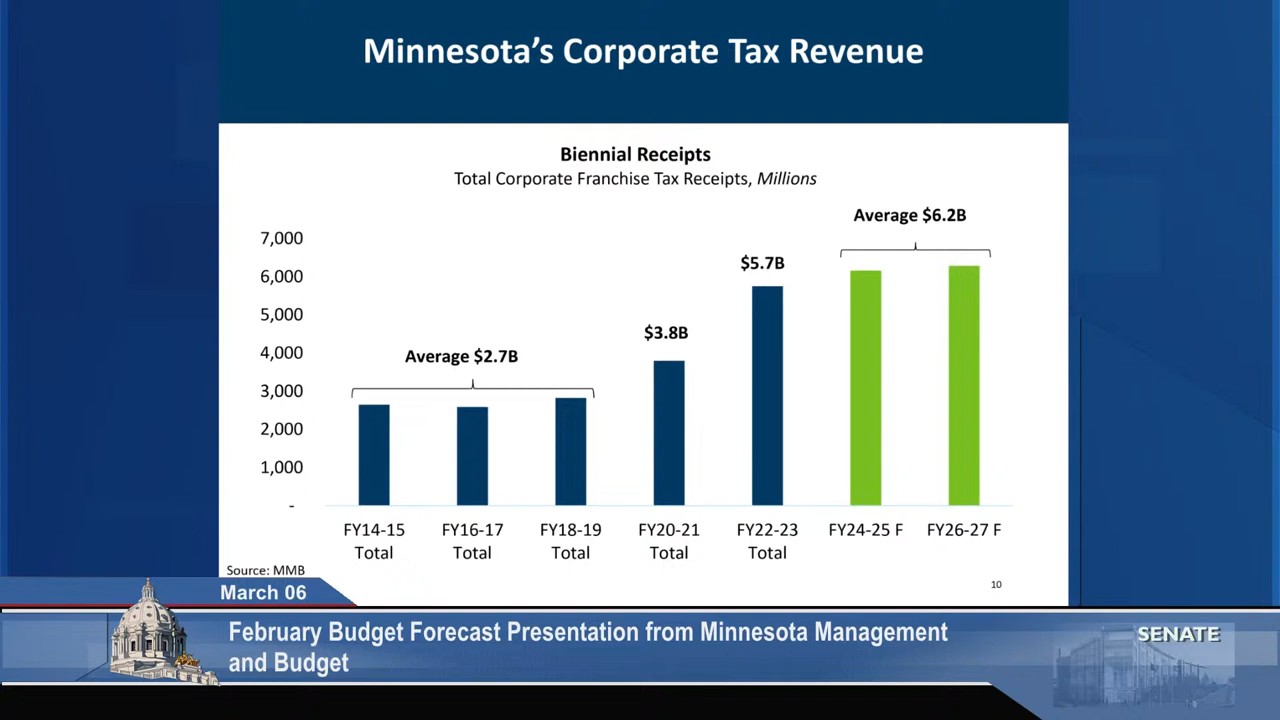 Minnesota's Corporate Tax Revenue
Biennial Receipts
Total Corporate Franchise Tax Receipts, Millions
Average $6.2B
7,000
$5.7B
6,000
5,000
$3.8B
4,000
Average $2.7B
3,000
2,000
1,000
-
FY14-15 Total
FY16-17 Total
FY18-19 Total
FY20-21 Total
FY22-23 Total
FY24-25 F
FY26-27 F
Source: MMB
10
March 06
February Budget Forecast Presentation from Minnesota Management
and Budget
SENATE